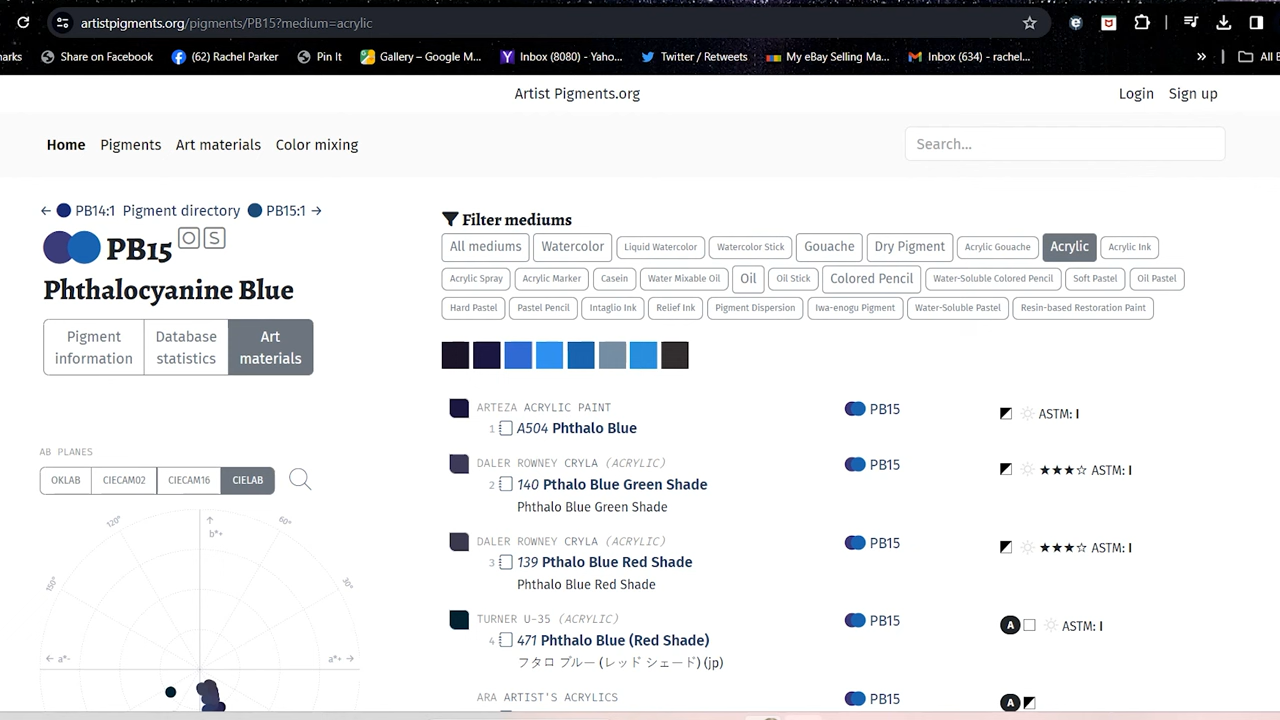 artistpigments.org/pigments/PB15?medium=acrylic
narks Share on Facebook (62) Rachel Parker Pin It Gallery – Google M... Inbox (8080) - Yaho... Twitter / Retweets My eBay Selling Ma... Inbox (634) - rachel... » All B
Artist Pigments.org
Login Sign up
Home Pigments Art materials Color mixing
Search...
← PB14:1 Pigment directory PB15:1 →
PB15 O S
Phthalocyanine Blue
Pigment information
Database statistics
Art materials
AB PLANES
OKLAB CIECAM02 CIECAM16 CIELAB
120° 60°
b*+
150° 30°
← a*- a*+ →
Filter mediums
All mediums Watercolor Liquid Watercolor Watercolor Stick Gouache Dry Pigment Acrylic Gouache Acrylic Acrylic Ink
Acrylic Spray Acrylic Marker Casein Water Mixable Oil Oil Oil Stick Colored Pencil Water-Soluble Colored Pencil Soft Pastel Oil Pastel
Hard Pastel Pastel Pencil Intaglio Ink Relief Ink Pigment Dispersion Iwa-enogu Pigment Water-Soluble Pastel Resin-based Restoration Paint
ARTEZA ACRYLIC PAINT PB15 ASTM: I
1 A504 Phthalo Blue
DALER ROWNEY CRYLA (ACRYLIC) PB15 ★★★☆ ASTM: I
2 140 Pthalo Blue Green Shade
Phthalo Blue Green Shade
DALER ROWNEY CRYLA (ACRYLIC) PB15 ★★★☆ ASTM: I
3 139 Pthalo Blue Red Shade
Phthalo Blue Red Shade
TURNER U-35 (ACRYLIC) PB15 A ASTM: I
4 471 Phthalo Blue (Red Shade)
フタロ ブルー (レッド シェード) (jp)
ARA ARTIST'S ACRYLICS PB15 A